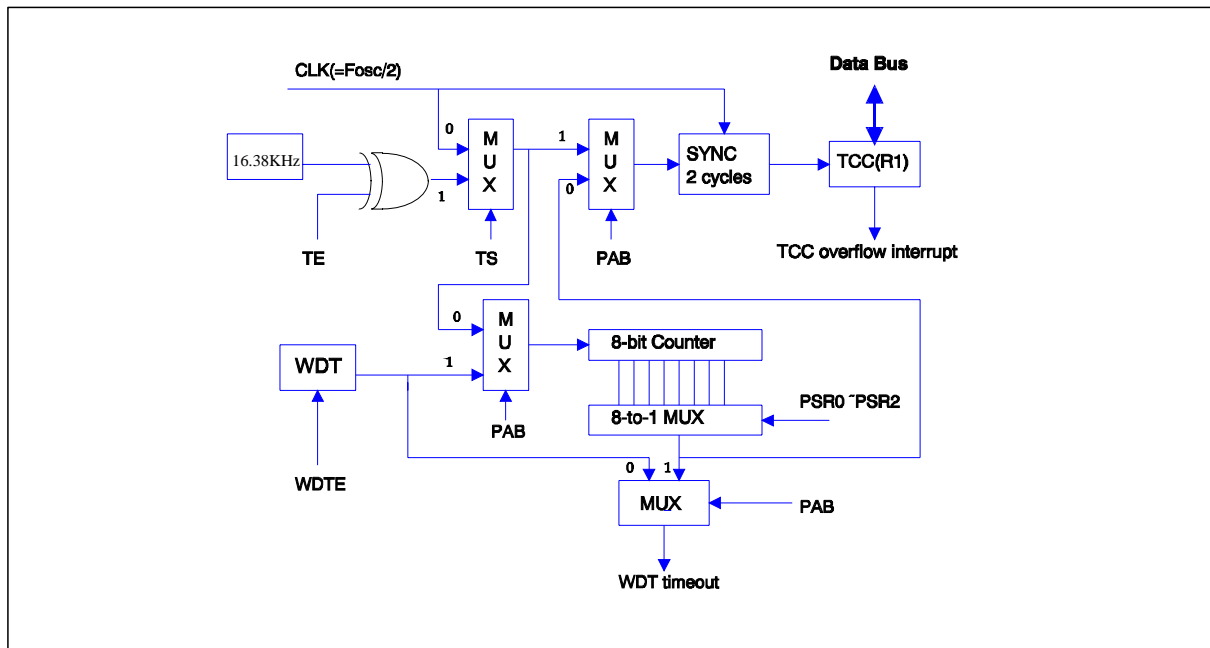 CLK(=Fosc/2)
Data Bus
0
16.38KHz
1
M
U
X
1
0
M
U
X
SYNC
2 cycles
TCC(R1)
TE
TS
PAB
TCC overflow interrupt
0
1
M
U
X
WDT
8-bit Counter
8-to-1 MUX
PSR0 ~PSR2
PAB
WDTE
0
1
MUX
PAB
WDT timeout